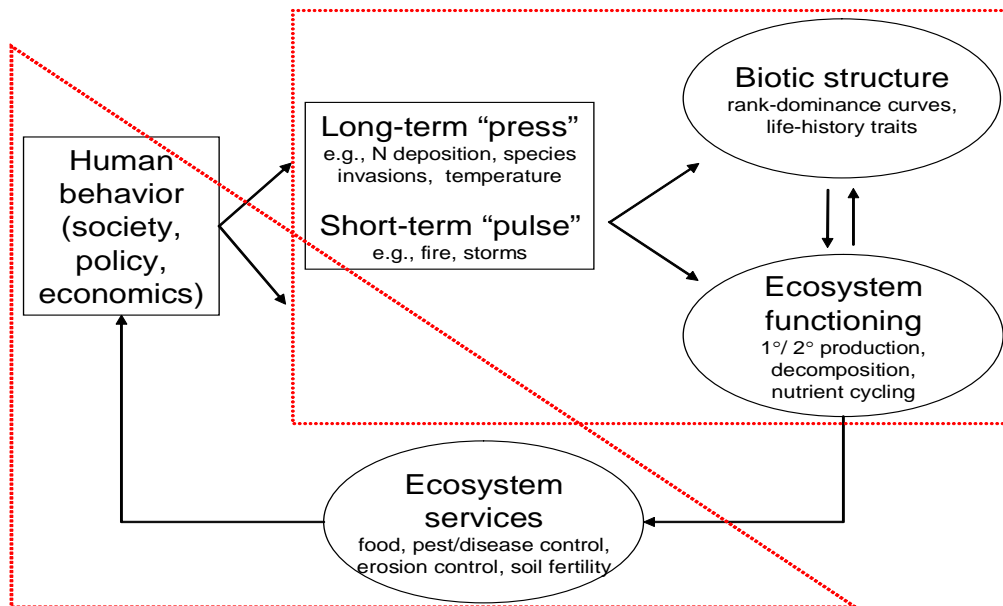 Human
behavior
(society,
policy,
economics)
Long-term “press”
e.g., N deposition, species
invasions, temperature
Short-term “pulse”
e.g., fire, storms
Biotic structure
rank-dominance curves,
life-history traits
Ecosystem
functioning
1°/ 2° production,
decomposition,
nutrient cycling
Ecosystem
services
food, pest/disease control,
erosion control, soil fertility